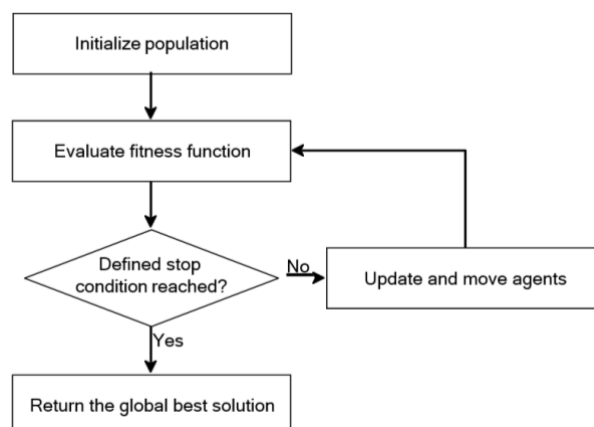 Initialize population
Evaluate fitness function
Defined stop
condition reached?
No
Update and move agents
Yes
Return the global best solution